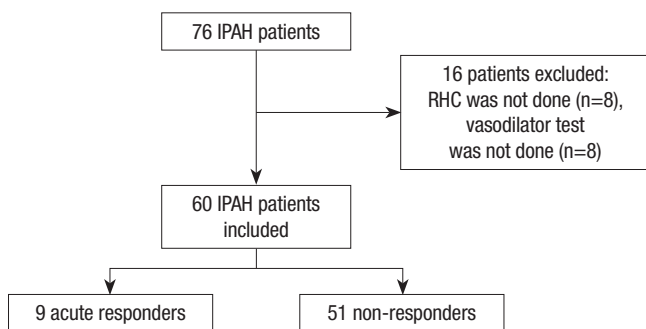 76 IPAH patients
16 patients excluded:
RHC was not done (n=8),
vasodilator test
was not done (n=8)
60 IPAH patients
included
9 acute responders
51 non-responders